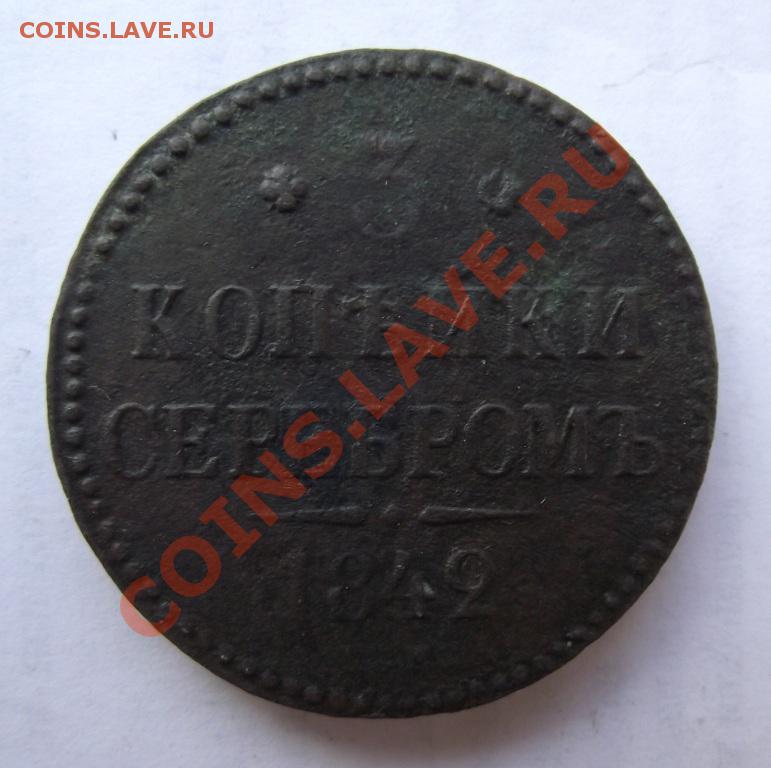 COINS.LAVE.RU
3
КОПѢЙКИ
СЕРЕБРОМЪ
1842
COINS.LAVE.RU